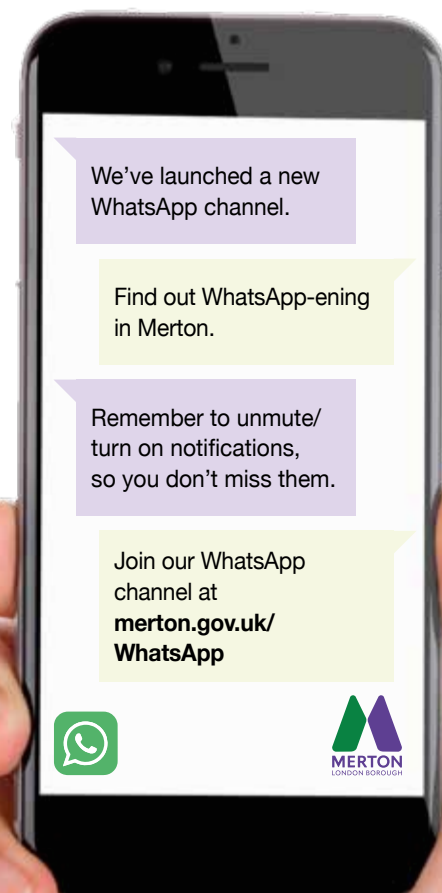 We’ve launched a new
WhatsApp channel.
Find out WhatsApp-ening
in Merton.
Remember to unmute/
turn on notifications,
so you don’t miss them.
Join our WhatsApp
channel at
merton.gov.uk/
WhatsApp
MERTON
LONDON BOROUGH